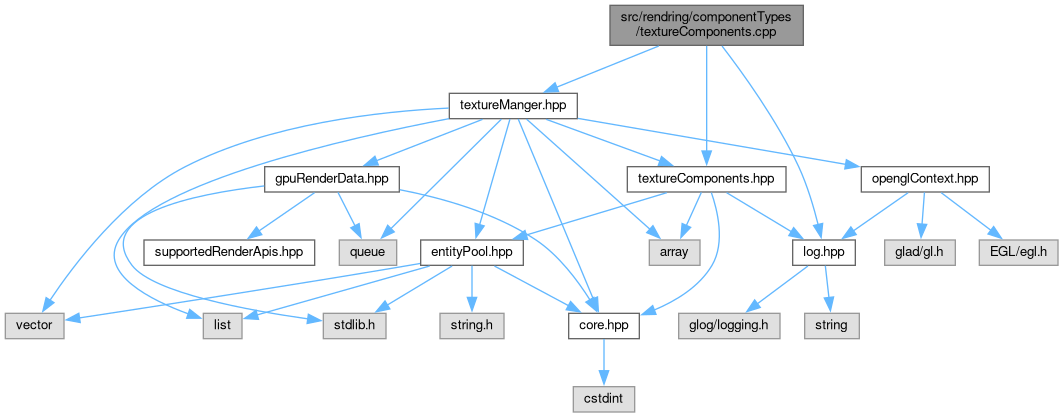 src/rendring/componentTypes
/textureComponents.cpp
textureManger.hpp
gpuRenderData.hpp
textureComponents.hpp
openglContext.hpp
supportedRenderApis.hpp
queue
entityPool.hpp
array
log.hpp
glad/gl.h
EGL/egl.h
vector
list
stdlib.h
string.h
core.hpp
glog/logging.h
string
cstdint